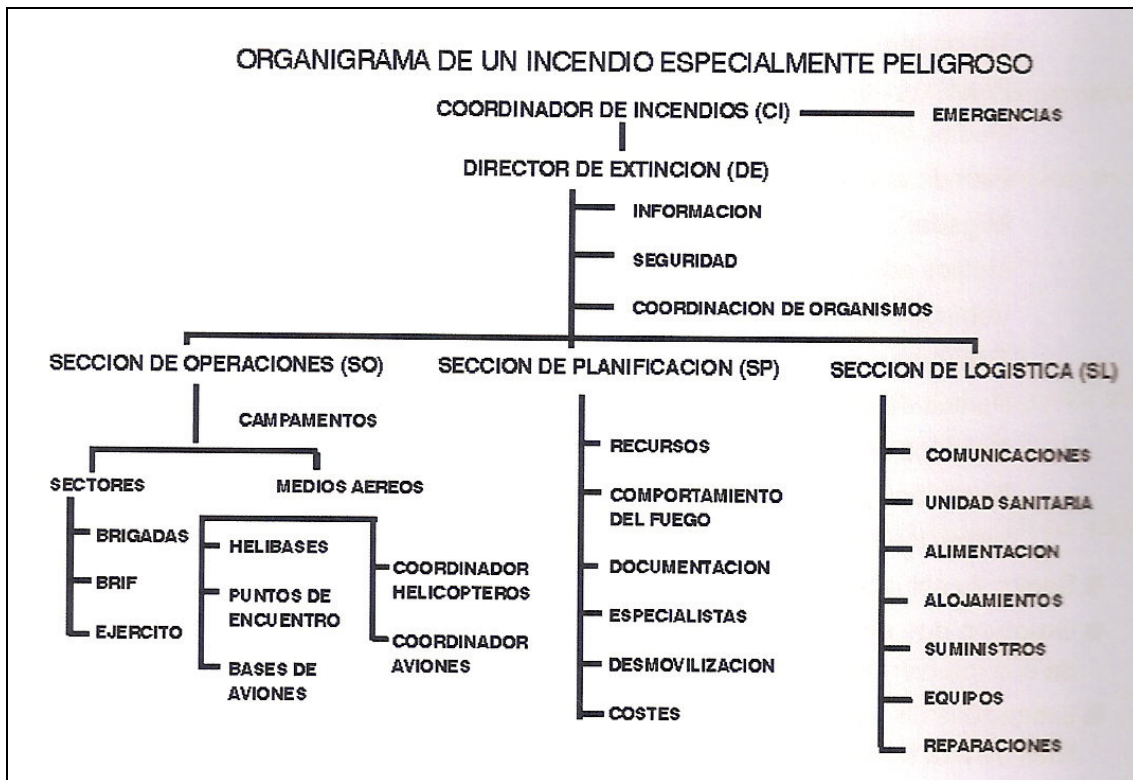 ORGANIGRAMA DE UN INCENDIO ESPECIALMENTE PELIGROSO
COORDINADOR DE INCENDIOS (CI)
EMERGENCIAS
DIRECTOR DE EXTINCION (DE)
INFORMACION
SEGURIDAD
COORDINACION DE ORGANISMOS
SECCION DE OPERACIONES (SO)
CAMPAMENTOS
SECTORES
BRIGADAS
BRIF
EJERCITO
MEDIOS AEREOS
HELIBASES
PUNTOS DE
ENCUENTRO
BASES DE
AVIONES
COORDINADOR
HELICOPTEROS
COORDINADOR
AVIONES
SECCION DE PLANIFICACION (SP)
RECURSOS
COMPORTAMIENTO
DEL FUEGO
DOCUMENTACION
ESPECIALISTAS
DESMOVILIZACION
COSTES
SECCION DE LOGISTICA (SL)
COMUNICACIONES
UNIDAD SANITARIA
ALIMENTACION
ALOJAMIENTOS
SUMINISTROS
EQUIPOS
REPARACIONES